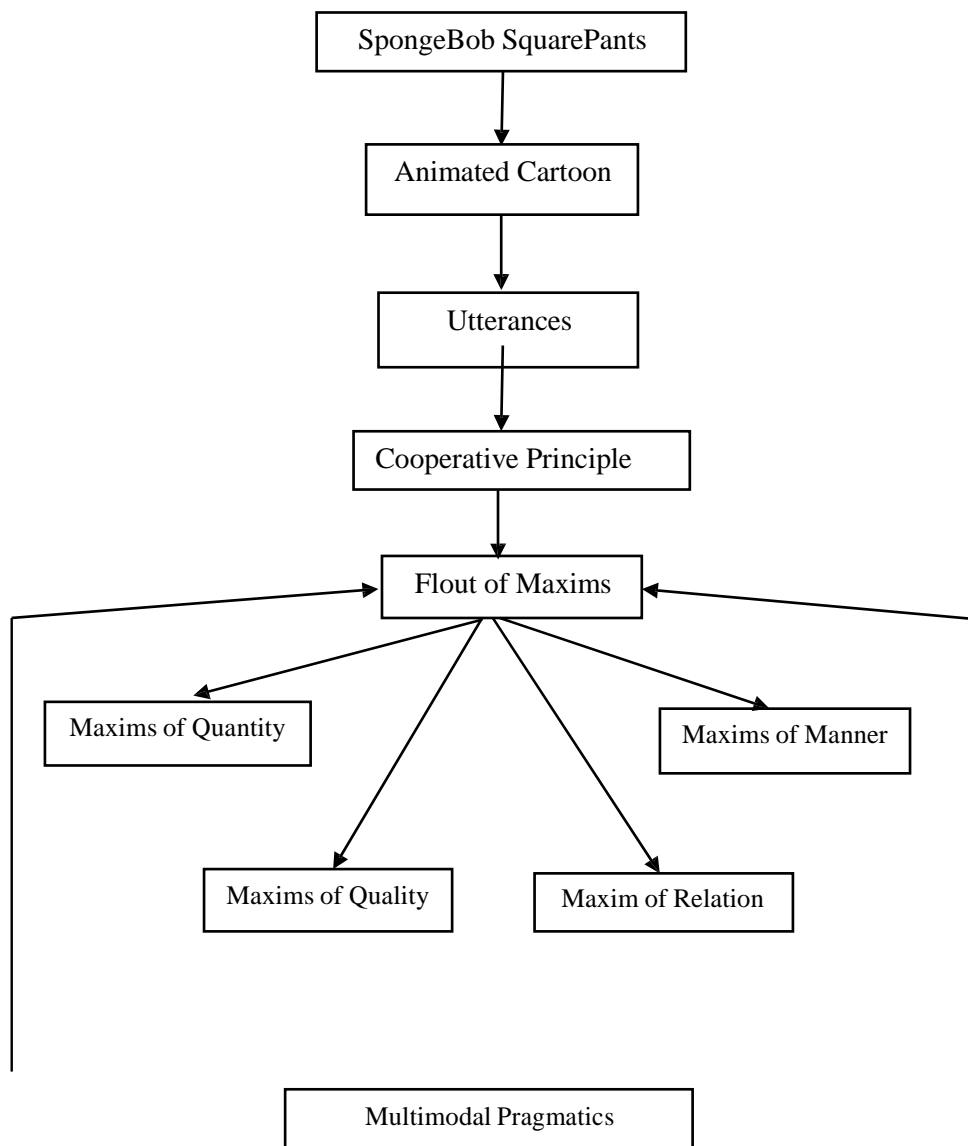 SpongeBob SquarePants
Animated Cartoon
Utterances
Cooperative Principle
Flout of Maxims
Maxims of Quantity
Maxims of Manner
Maxims of Quality
Maxim of Relation
Multimodal Pragmatics